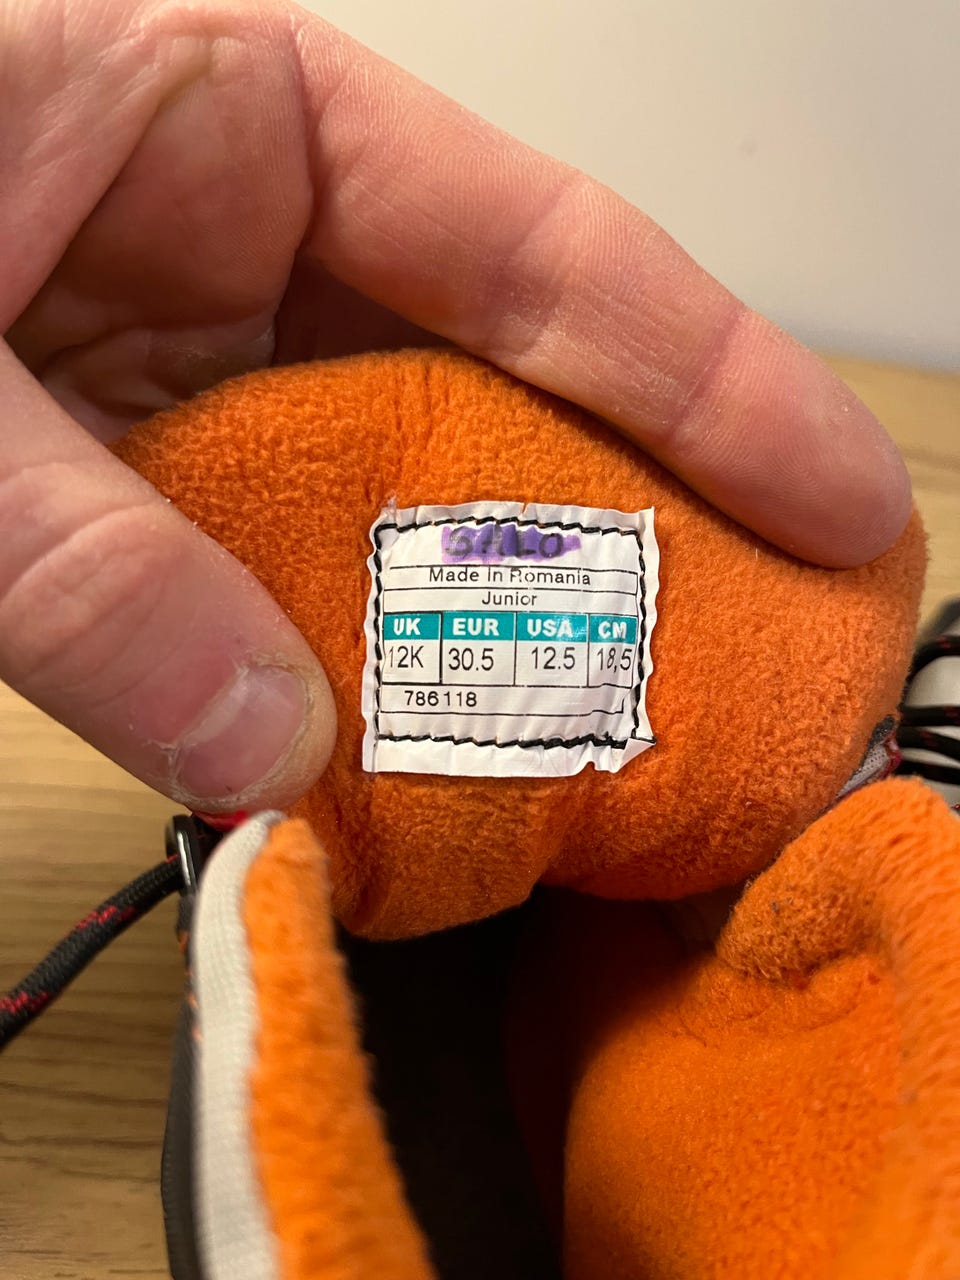 Made in Romania
Junior
UK EUR USA CM
12K 30.5 12.5 18,5
786118